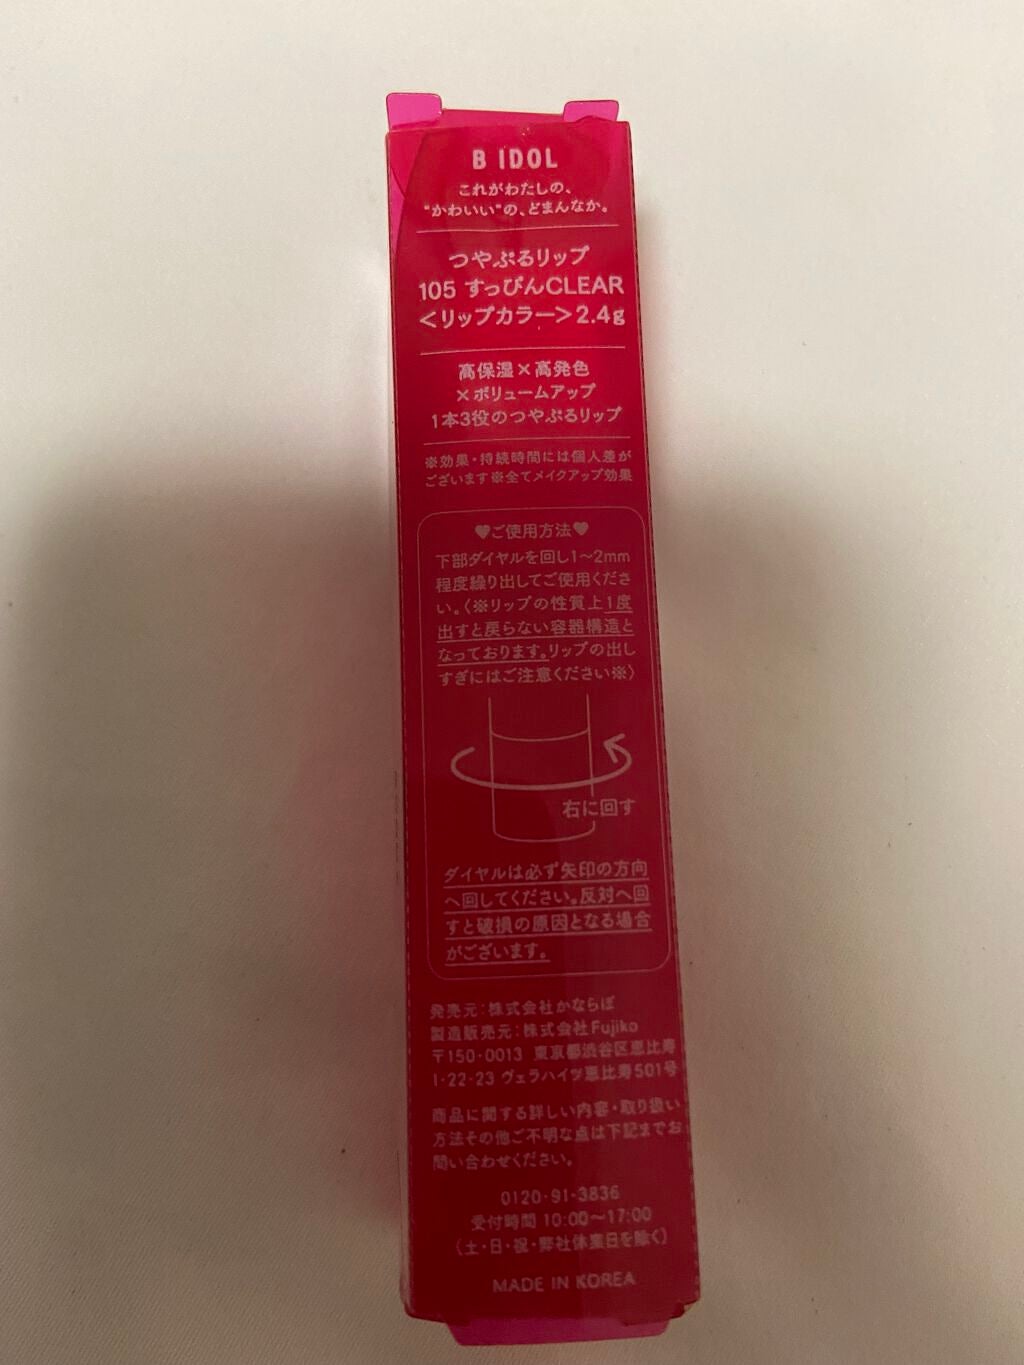 B IDOL
これがわたしの、
"かわいい"の、どまんなか。
つやぷるリップ
105 すっぴんCLEAR
＜リップカラー＞2.4g
高保湿×高発色
×ボリュームアップ
1本3役のつやぷるリップ
※効果・持続時間には個人差が
ございます※全てメイクアップ効果
♥ご使用方法♥
下部ダイヤルを回し1〜2mm
程度繰り出してご使用くださ
い。〈※リップの性質上1度
出すと戻らない容器構造と
なっております。リップの出し
すぎにはご注意ください※〉
右に回す
ダイヤルは必ず矢印の方向
へ回してください。反対へ回
すと破損の原因となる場合
がございます。
発売元:株式会社かならぼ
製造販売元:株式会社Fujiko
〒150-0013 東京都渋谷区恵比寿
1-22-23 ヴェラハイツ恵比寿501号
商品に関する詳しい内容・取り扱い
方法その他ご不明な点は下記までお
問い合わせください。
0120-91-3836
受付時間 10:00〜17:00
(土・日・祝・弊社休業日を除く)
MADE IN KOREA